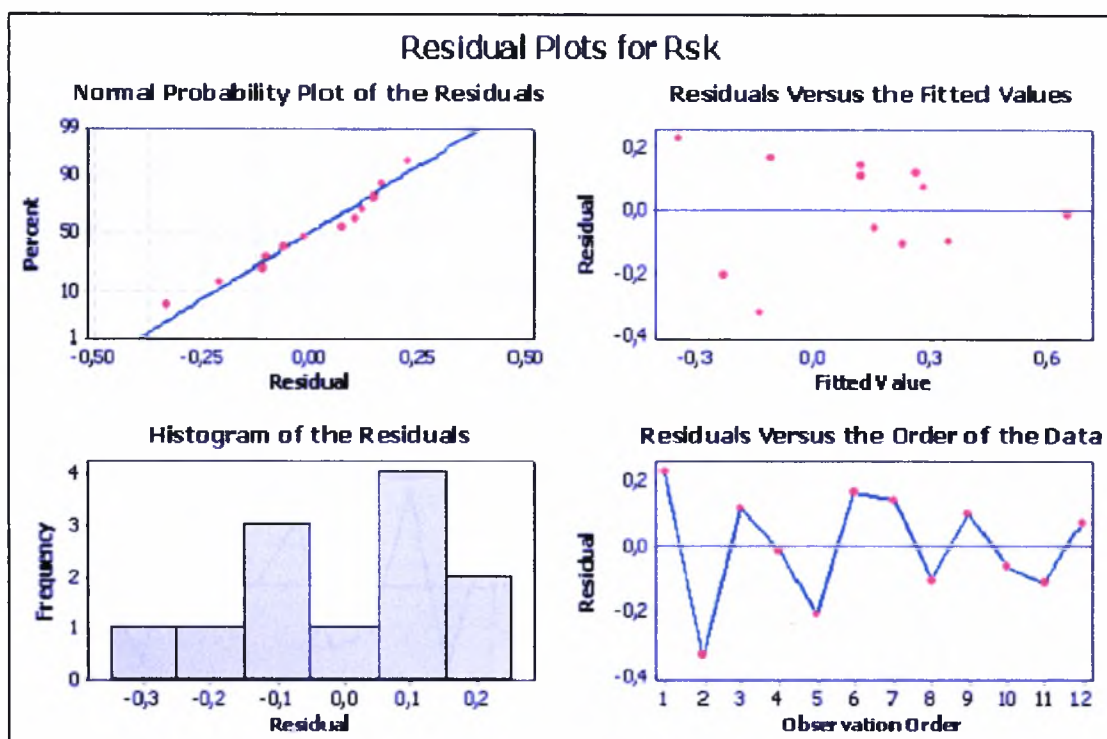 Residual Plots for Rsk
Normal Probability Plot of the Residuals
99
90
50
10
1
Percent
-0,50 -0,25 0,00 0,25 0,50
Residual
Residuals Versus the Fitted Values
0,2
0,0
-0,2
-0,4
Residual
-0,3 0,0 0,3 0,6
Fitted Value
Histogram of the Residuals
4
3
2
1
0
Frequency
-0,3 -0,2 -0,1 0,0 0,1 0,2
Residual
Residuals Versus the Order of the Data
0,2
0,0
-0,2
-0,4
Residual
1 2 3 4 5 6 7 8 9 10 11 12
Observation Order